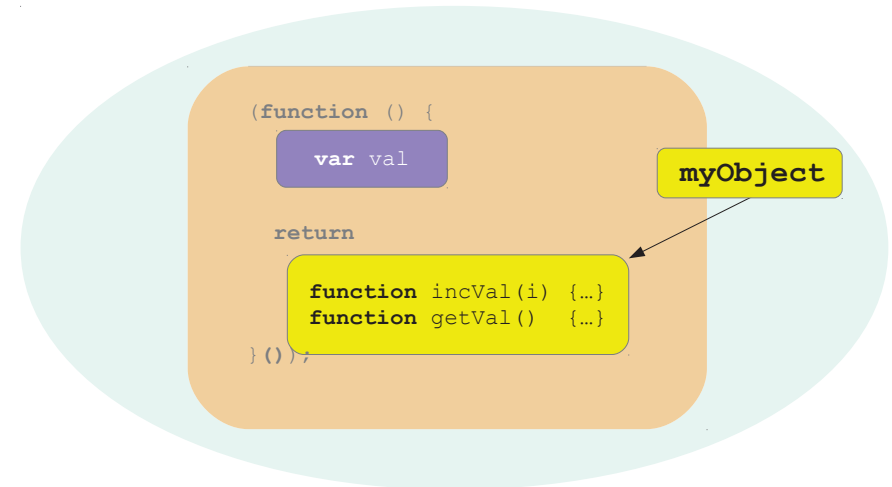 (function () {
var val
myObject
return
function incVal(i) {…}
function getVal() {…}
}());